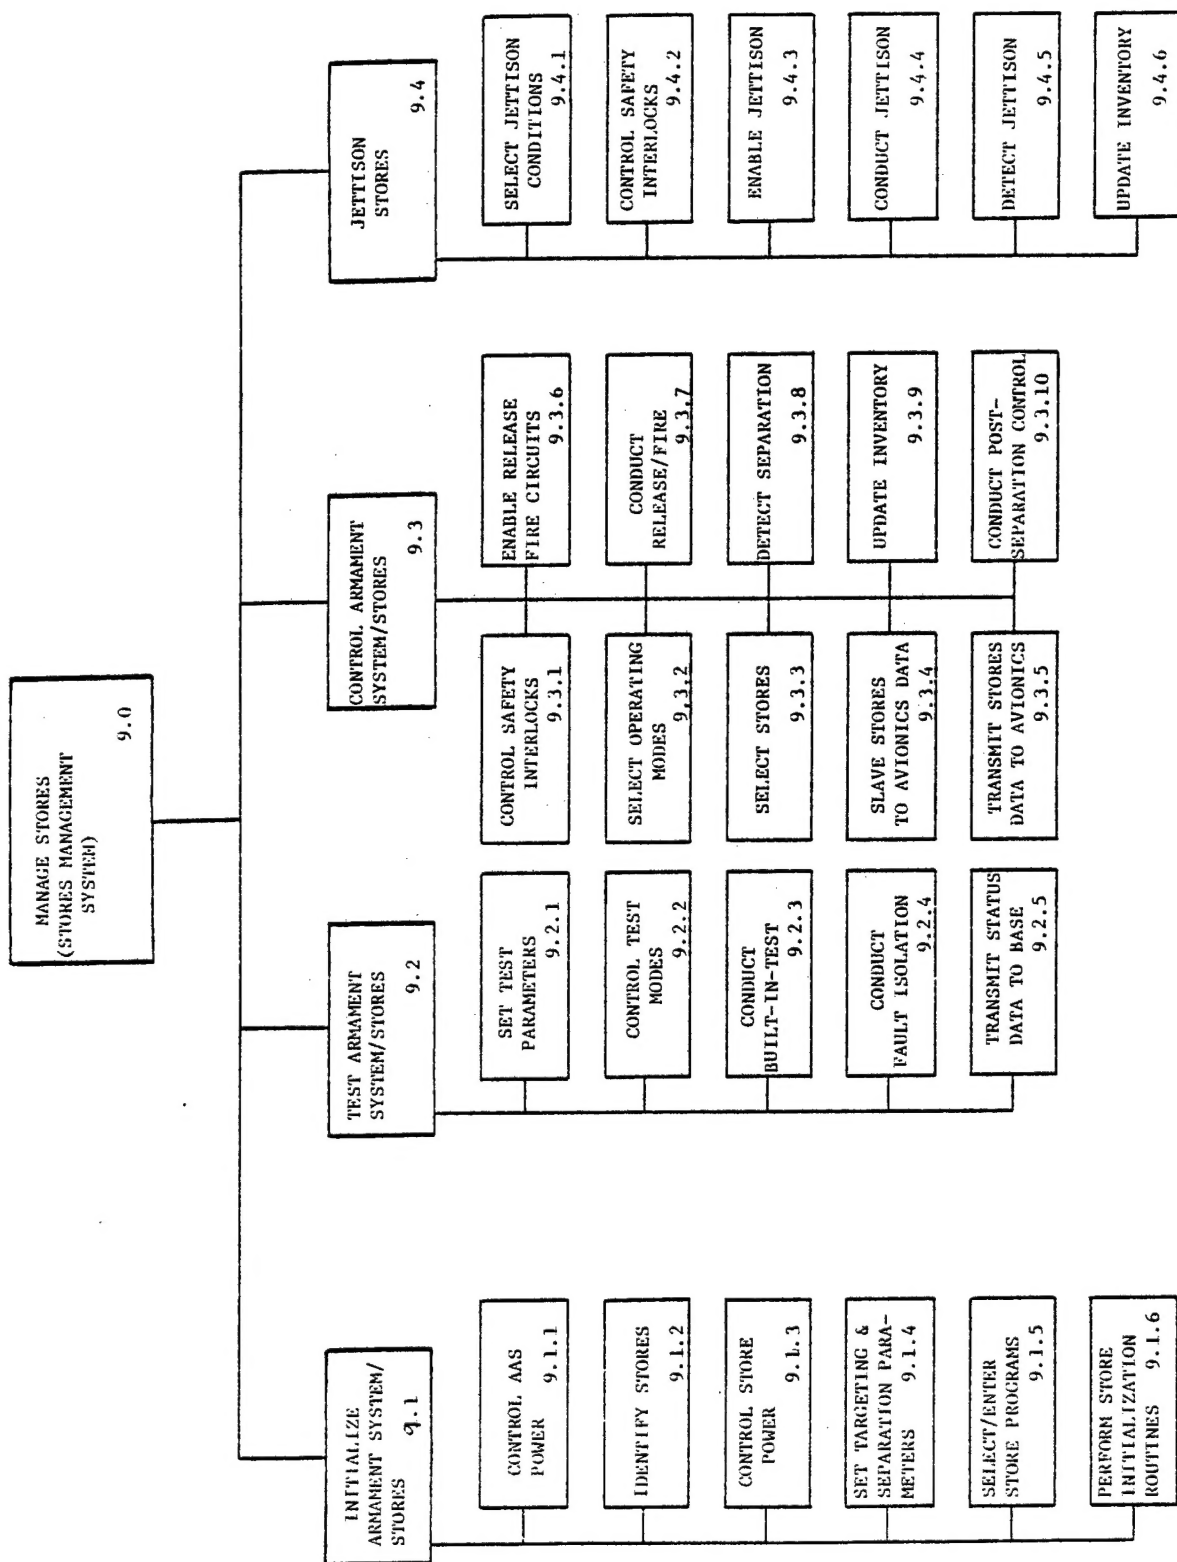 MANAGE STORES
(STORES MANAGEMENT
SYSTEM)
9.0
INITIALIZE
ARMAMENT SYSTEM/
STORES
9.1
CONTROL AAS
POWER
9.1.1
IDENTIFY STORES
9.1.2
CONTROL STORE
POWER
9.1.3
SET TARGETING &
SEPARATION PARA-
METERS 9.1.4
SELECT/ENTER
STORE PROGRAMS
9.1.5
PERFORM STORE
INITIALIZATION
ROUTINES 9.1.6
TEST ARMAMENT
SYSTEM/STORES
9.2
SET TEST
PARAMETERS
9.2.1
CONTROL TEST
MODES
9.2.2
CONDUCT
BUILT-IN-TEST
9.2.3
CONDUCT
FAULT ISOLATION
9.2.4
TRANSMIT STATUS
DATA TO BASE
9.2.5
CONTROL ARMAMENT
SYSTEM/STORES
9.3
CONTROL SAFETY
INTERLOCKS
9.3.1
SELECT OPERATING
MODES
9.3.2
SELECT STORES
9.3.3
SLAVE STORES
TO AVIONICS DATA
9.3.4
TRANSMIT STORES
DATA TO AVIONICS
9.3.5
ENABLE RELEASE
FIRE CIRCUITS
9.3.6
CONDUCT
RELEASE/FIRE
9.3.7
DETECT SEPARATION
9.3.8
UPDATE INVENTORY
9.3.9
CONDUCT POST-
SEPARATION CONTROL
9.3.10
JETTISON
STORES
9.4
SELECT JETTISON
CONDITIONS
9.4.1
CONTROL SAFETY
INTERLOCKS
9.4.2
ENABLE JETTISON
9.4.3
CONDUCT JETTISON
9.4.4
DETECT JETTISON
9.4.5
UPDATE INVENTORY
9.4.6